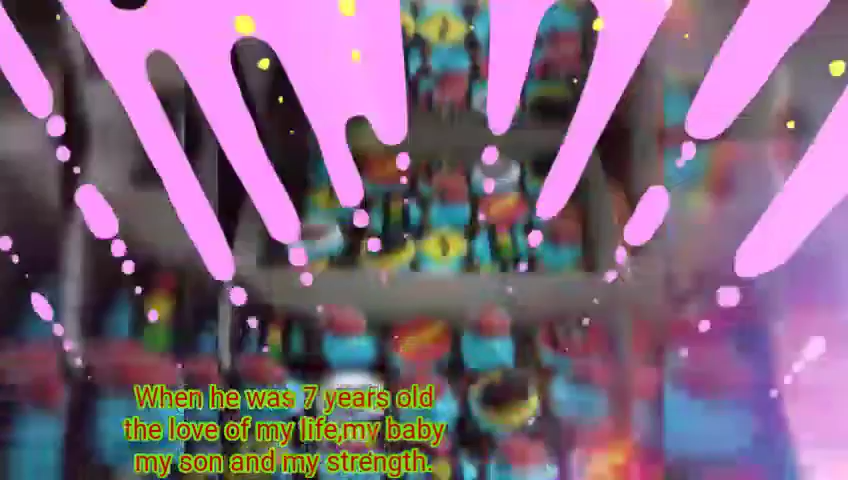 When he was 7 years old
the love of my life,my baby
my son and my strength.